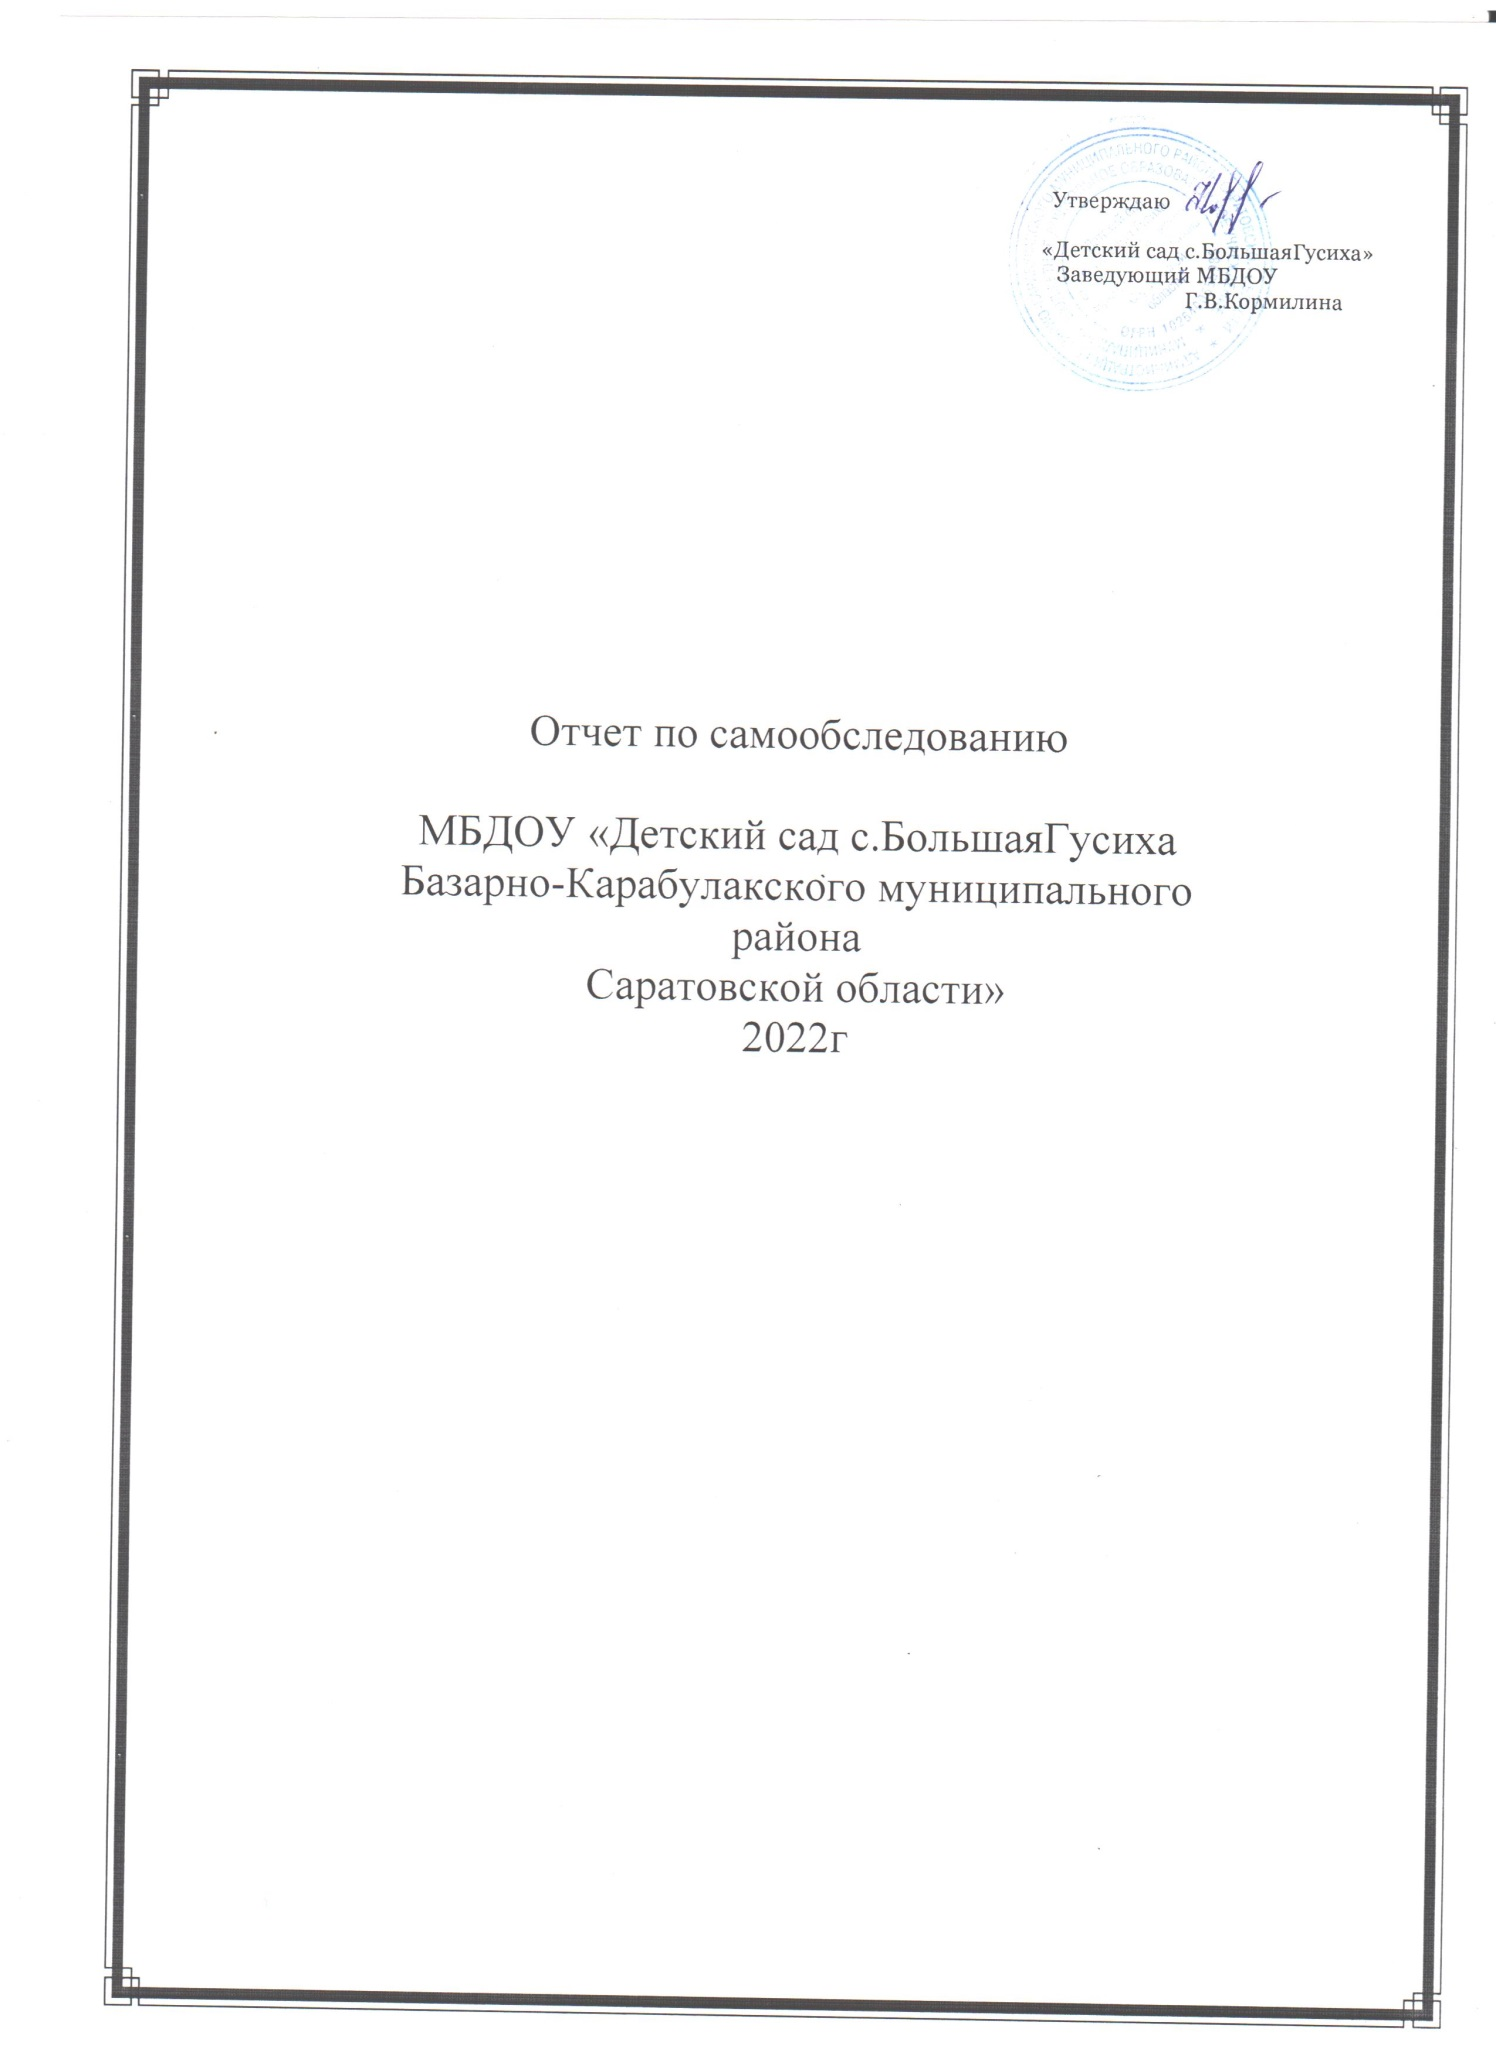 Утверждаю
«Детский сад с.БольшаяГусиха»
Заведующий МБДОУ
Г.В.Кормилина
Отчет по самообследованию
МБДОУ «Детский сад с.БольшаяГусиха
Базарно-Карабулакского муниципального
района
Саратовской области»
2022г